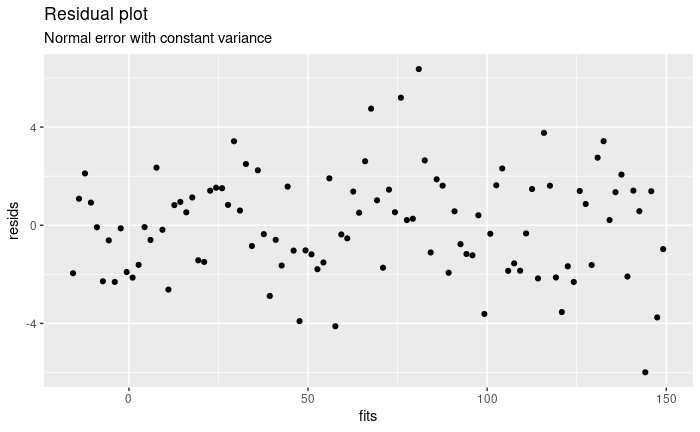 Residual plot
Normal error with constant variance
4
0
-4
resids
0
50
100
150
fits